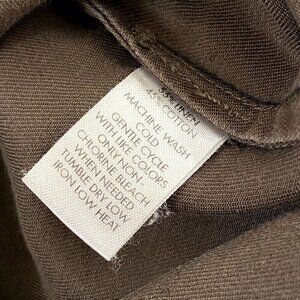 LINEN
COTTON
MACHINE WASH
COLD
GENTLE CYCLE
WITH LIKE COLORS
ONLY NON-
CHLORINE BLEACH
WHEN NEEDED
TUMBLE DRY LOW
IRON LOW HEAT